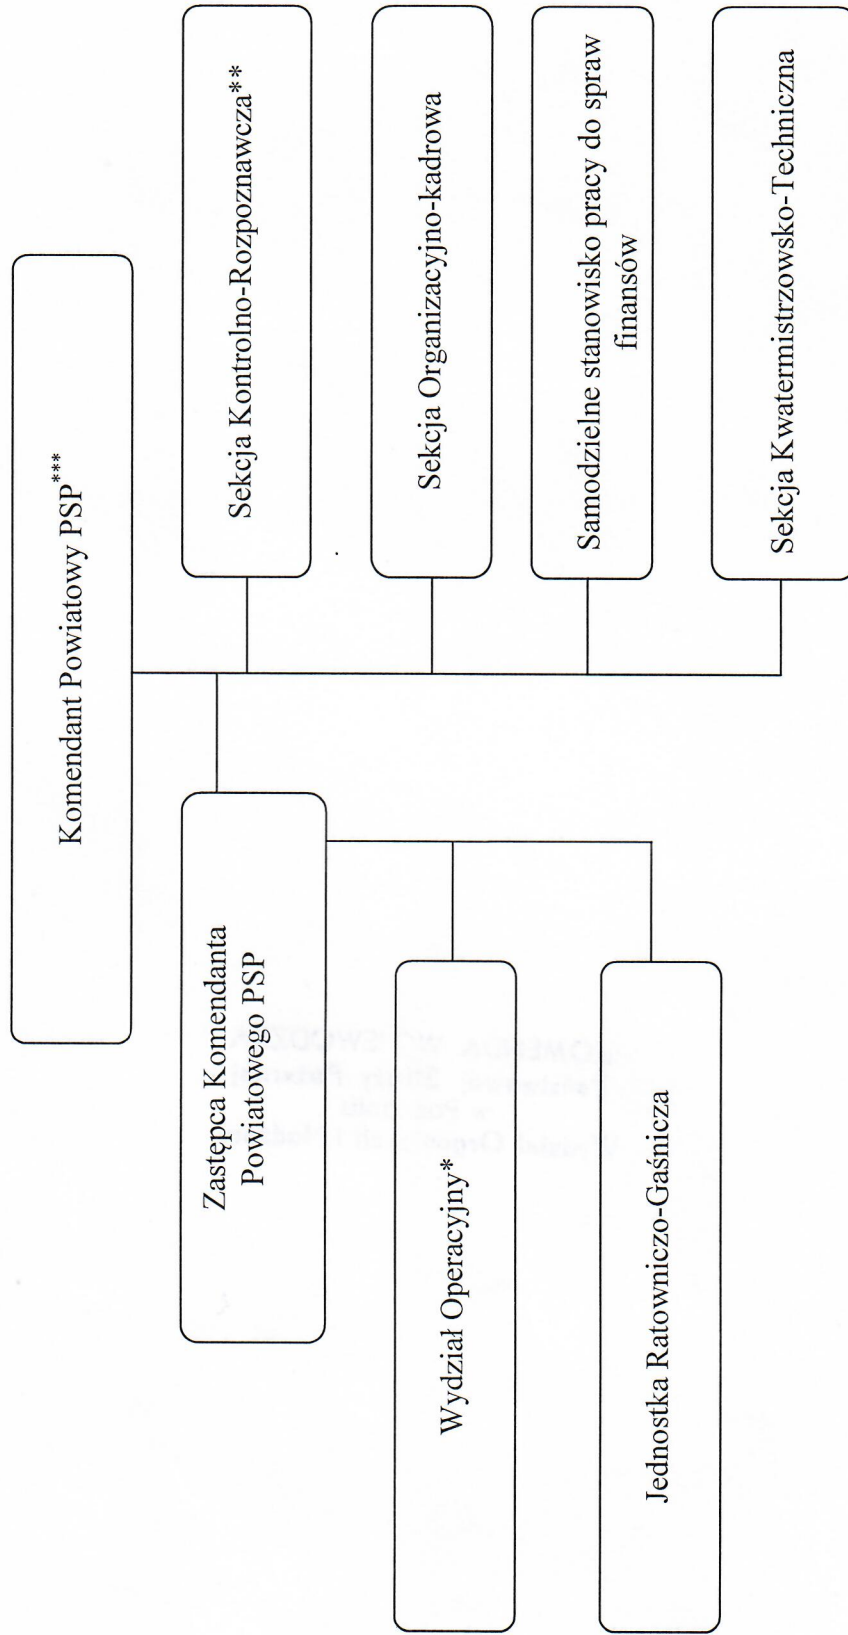 Komendant Powiatowy PSP***
Zastępca Komendanta
Powiatowego PSP
Wydział Operacyjny*
Jednostka Ratowniczo-Gaśnicza
Sekcja Kontrolno-Rozpoznawcza**
Sekcja Organizacyjno-kadrowa
Samodzielne stanowisko pracy do spraw
finansów
Sekcja Kwatermistrzowsko-Techniczna